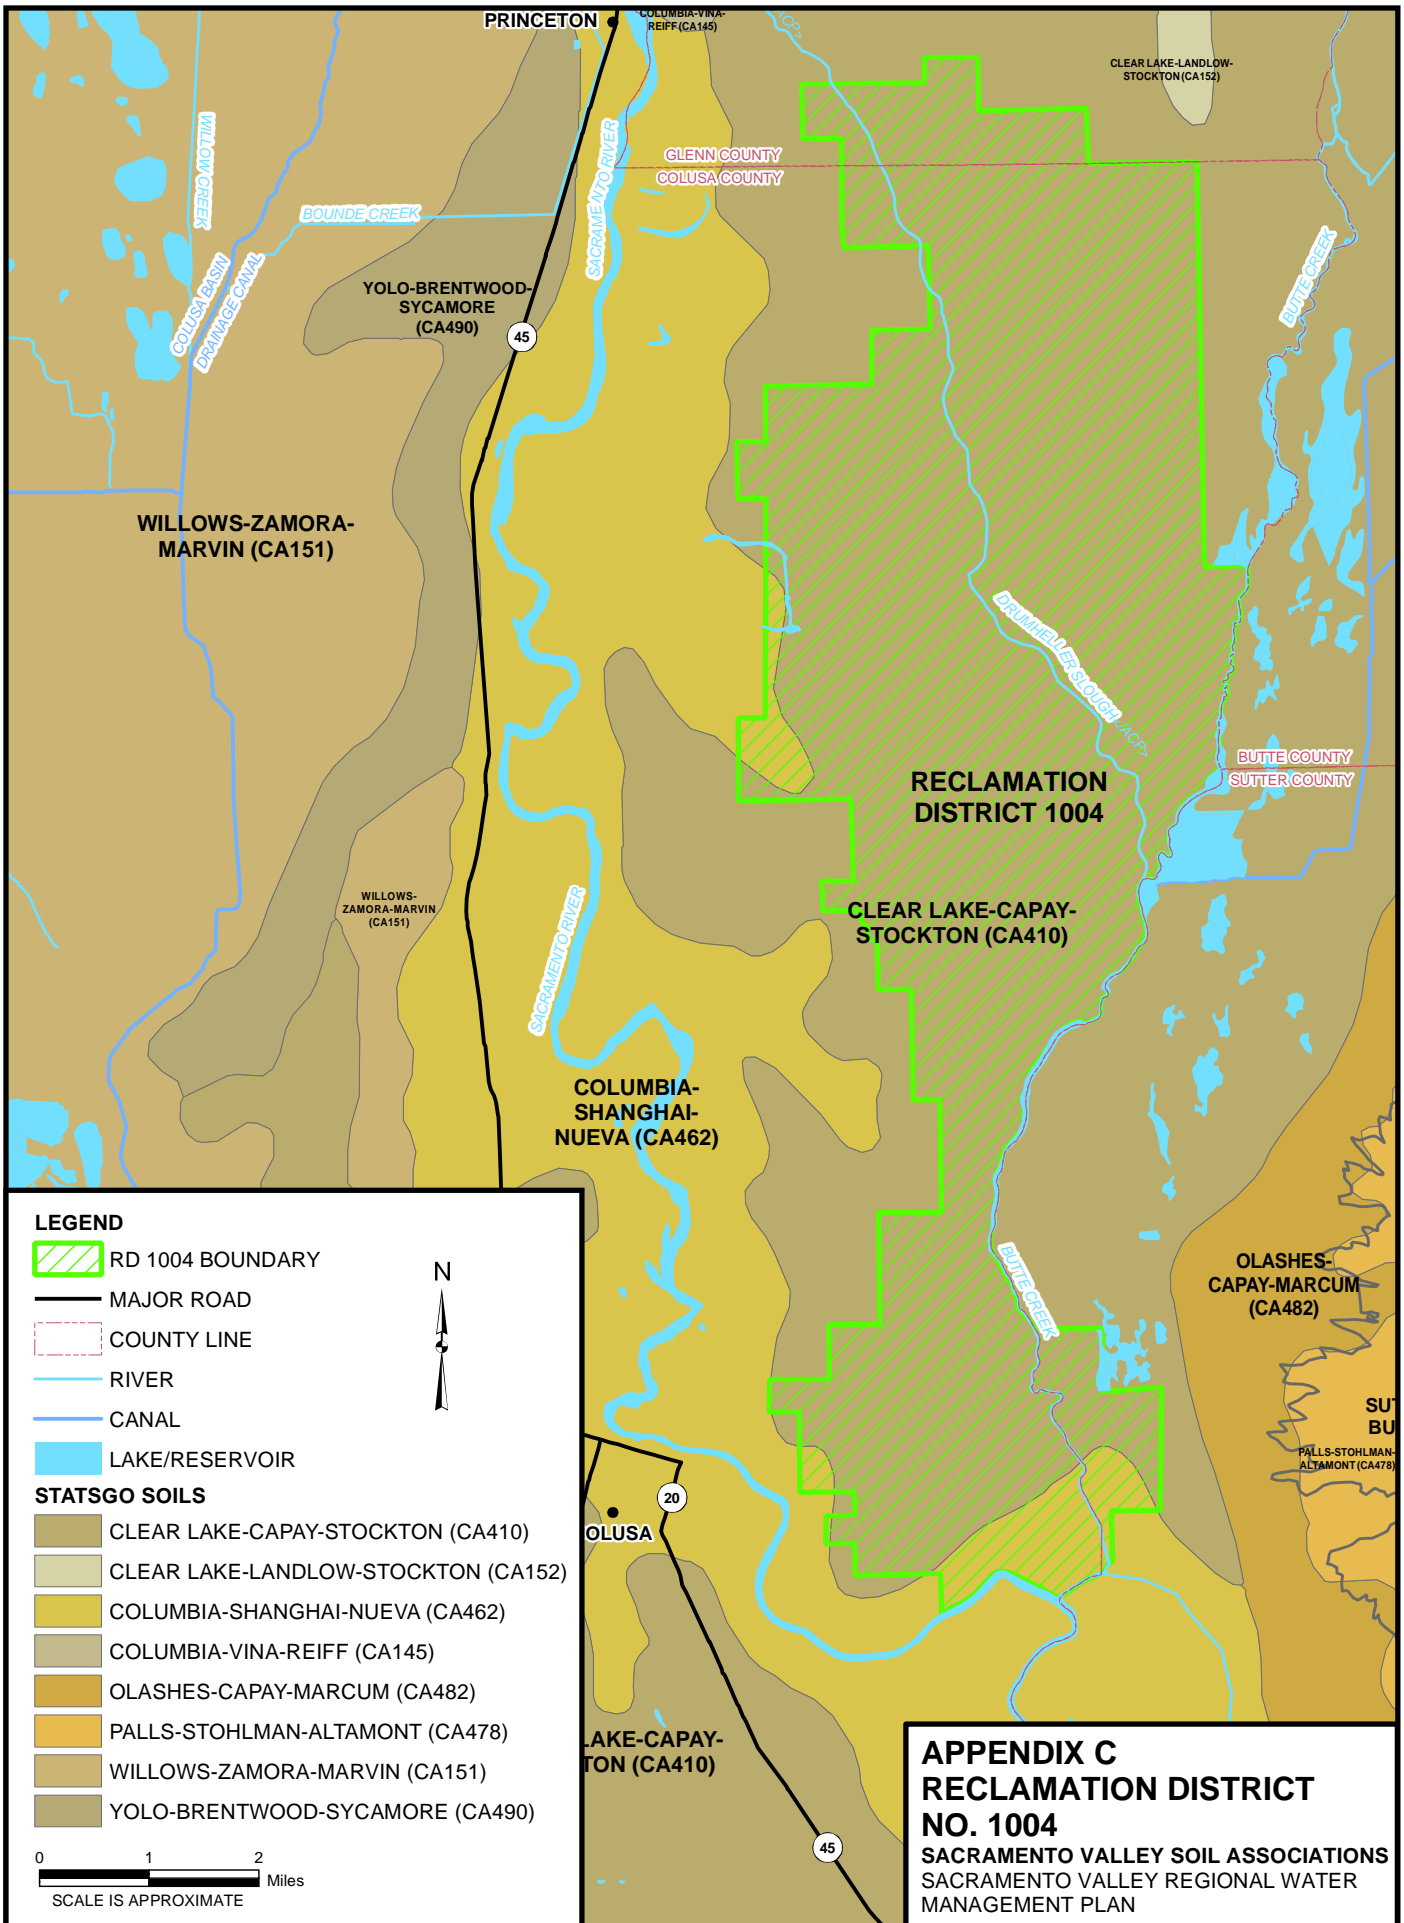 PRINCETON
COLUMBIA-VINA-
REIFF (CA145)
CLEAR LAKE-LANDLOW-
STOCKTON (CA152)
WILLOW CREEK
SACRAMENTO RIVER
GLENN COUNTY
COLUSA COUNTY
BOUNDE CREEK
BUTTE CREEK
COLUSA BASIN
DRAINAGE CANAL
YOLO-BRENTWOOD-
SYCAMORE
(CA490)
45
WILLOWS-ZAMORA-
MARVIN (CA151)
DRUMHELLER SLOUGH
BUTTE COUNTY
SUTTER COUNTY
RECLAMATION
DISTRICT 1004
WILLOWS-
ZAMORA-MARVIN
(CA151)
CLEAR LAKE-CAPAY-
STOCKTON (CA410)
SACRAMENTO RIVER
COLUMBIA-
SHANGHAI-
NUEVA (CA462)
BUTTE CREEK
OLASHES-
CAPAY-MARCUM
(CA482)
SUT
BU
PALLS-STOHLMAN-
ALTAMONT (CA478)
20
OLUSA
LAKE-CAPAY-
TON (CA410)
45
LEGEND
RD 1004 BOUNDARY
MAJOR ROAD
COUNTY LINE
RIVER
CANAL
LAKE/RESERVOIR
N
STATSGO SOILS
CLEAR LAKE-CAPAY-STOCKTON (CA410)
CLEAR LAKE-LANDLOW-STOCKTON (CA152)
COLUMBIA-SHANGHAI-NUEVA (CA462)
COLUMBIA-VINA-REIFF (CA145)
OLASHES-CAPAY-MARCUM (CA482)
PALLS-STOHLMAN-ALTAMONT (CA478)
WILLOWS-ZAMORA-MARVIN (CA151)
YOLO-BRENTWOOD-SYCAMORE (CA490)
0 1 2
Miles
SCALE IS APPROXIMATE
APPENDIX C
RECLAMATION DISTRICT
NO. 1004
SACRAMENTO VALLEY SOIL ASSOCIATIONS
SACRAMENTO VALLEY REGIONAL WATER
MANAGEMENT PLAN